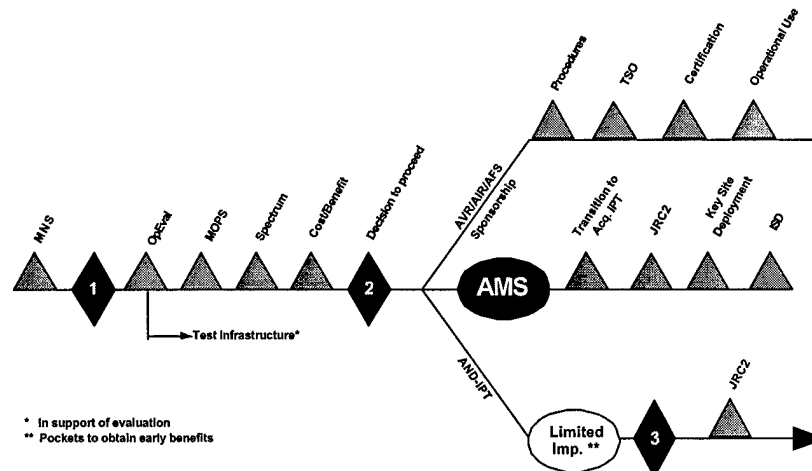 Procedures
TSO
Certification
Operational Use
AVR/AIR/AFS
Sponsorship
MNS
1
OpEval
MOPS
Spectrum
Cost/Benefit
Decision to proceed
2
AMS
Transition to
Acq. IPT
JRC2
Key Site
Deployment
ISD
Test Infrastructure*
AND-IPT
Limited
Imp. **
3
JRC2
* In support of evaluation
** Pockets to obtain early benefits